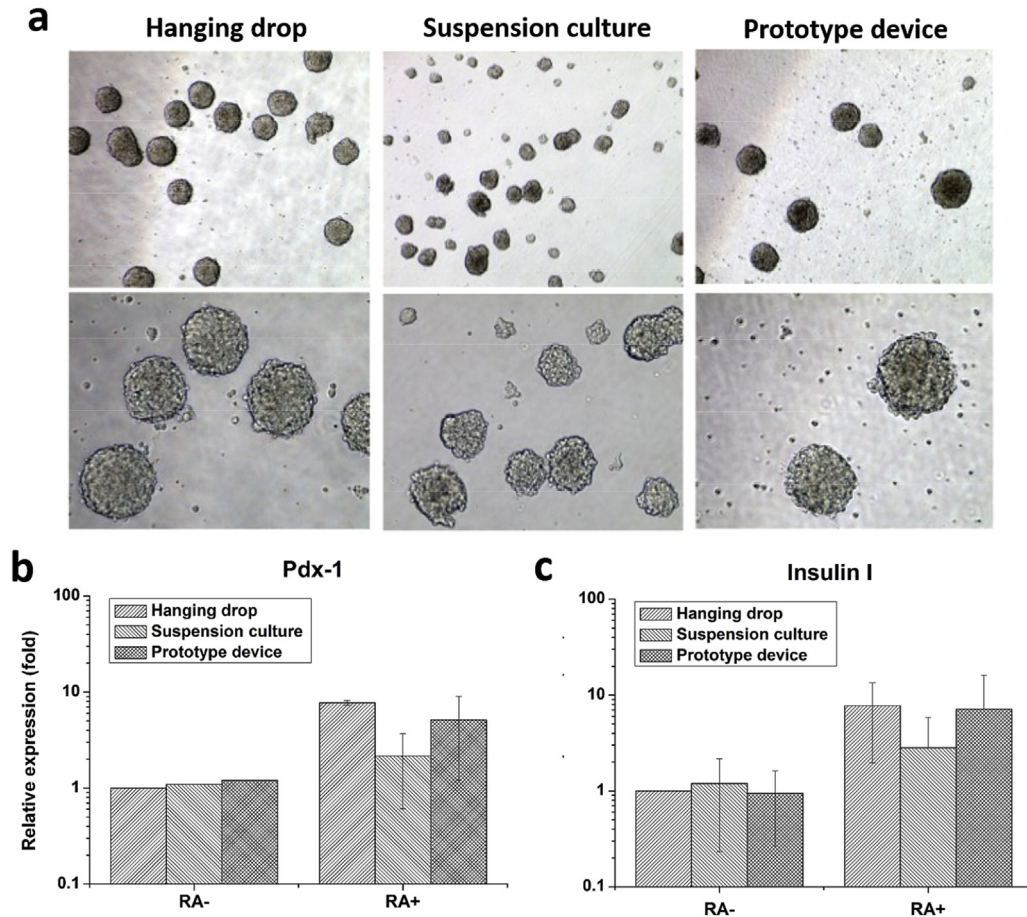 a
Hanging drop
Suspension culture
Prototype device
b
Pdx-1
Relative expression (fold)
100
10
1
0.1
Hanging drop
Suspension culture
Prototype device
RA-
RA+
c
Insulin I
100
10
1
0.1
Hanging drop
Suspension culture
Prototype device
RA-
RA+